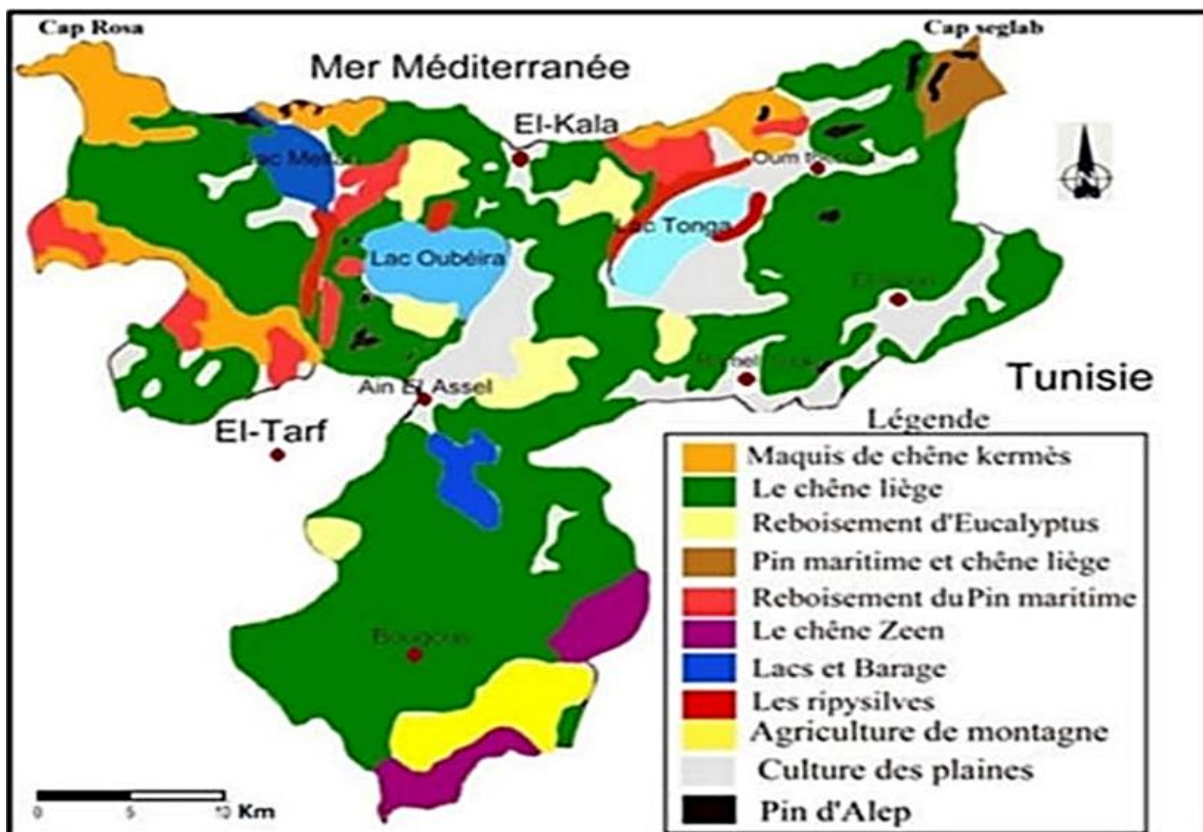 Cap Rosa
Cap seglab
Mer Méditerranée
El-Kala
N
Lac Tonga
Lac Oubéira
Tunisie
Ain El Assel
El-Tarf
Légende
Maquis de chêne kermès
Le chêne liège
Reboisement d'Eucalyptus
Pin maritime et chêne liège
Reboisement du Pin maritime
Le chêne Zeen
Lacs et Barage
Les ripysilves
Agriculture de montagne
Culture des plaines
Pin d'Alep
0 5 10 Km